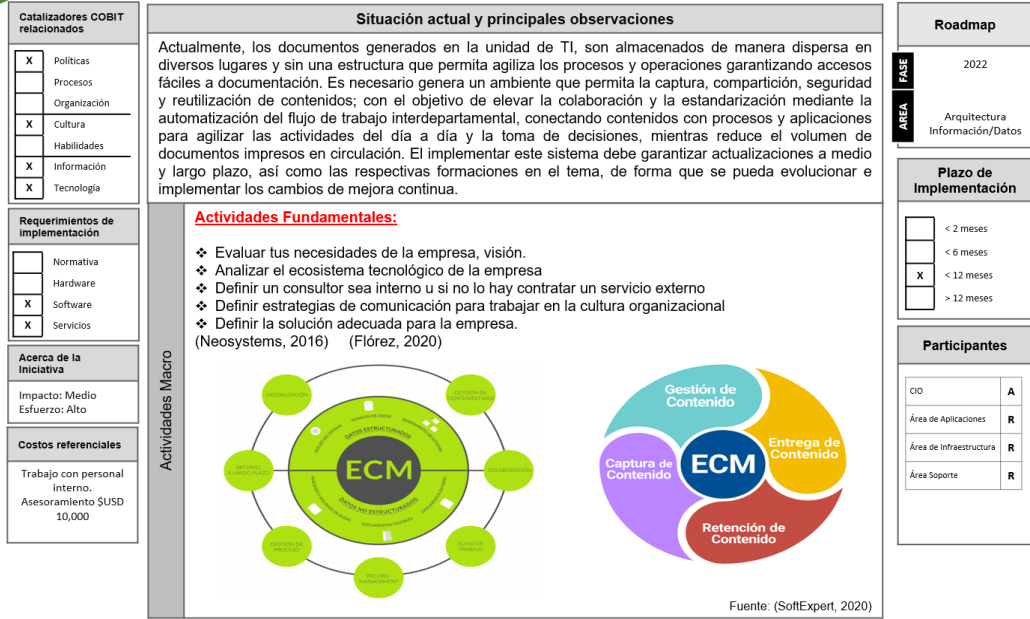 Catalizadores COBIT
relacionados
X Políticas
Procesos
Organización
X Cultura
Habilidades
X Información
X Tecnología
Requerimientos de
implementación
Normativa
Hardware
X Software
X Servicios
Acerca de la
Iniciativa
Impacto: Medio
Esfuerzo: Alto
Costos referenciales
Trabajo con personal
interno.
Asesoramiento $USD
10,000
Situación actual y principales observaciones
Actualmente, los documentos generados en la unidad de TI, son almacenados de manera dispersa en
diversos lugares y sin una estructura que permita agiliza los procesos y operaciones garantizando accesos
fáciles a documentación. Es necesario genera un ambiente que permita la captura, compartición, seguridad
y reutilización de contenidos; con el objetivo de elevar la colaboración y la estandarización mediante la
automatización del flujo de trabajo interdepartamental, conectando contenidos con procesos y aplicaciones
para agilizar las actividades del día a día y la toma de decisiones, mientras reduce el volumen de
documentos impresos en circulación. El implementar este sistema debe garantizar actualizaciones a medio
y largo plazo, así como las respectivas formaciones en el tema, de forma que se pueda evolucionar e
implementar los cambios de mejora continua.
Actividades Macro
Actividades Fundamentales:
❖ Evaluar tus necesidades de la empresa, visión.
❖ Analizar el ecosistema tecnológico de la empresa
❖ Definir un consultor sea interno u si no lo hay contratar un servicio externo
❖ Definir estrategias de comunicación para trabajar en la cultura organizacional
❖ Definir la solución adecuada para la empresa.
(Neosystems, 2016) (Flórez, 2020)
DIGITALIZACIÓN
GESTIÓN DE
CONTENIDO WEB
ARCHIVO
A LARGO PLAZO
COLABORACIÓN
GESTIÓN DE
PROCESO
FLUJO DE
TRABAJO
RECORD
MANAGEMENT
DATOS ESTRUCTURADOS
ECM
DATOS NO ESTRUCTURADOS
DOCUMENTOS DIGITALES
Gestión de
Contenido
Entrega de
Contenido
Captura de
Contenido
ECM
Retención de
Contenido
Fuente: (SoftExpert, 2020)
Roadmap
FASE 2022
AREA Arquitectura
Información/Datos
Plazo de
Implementación
< 2 meses
< 6 meses
X < 12 meses
> 12 meses
Participantes
CIO A
Área de Aplicaciones R
Área de Infraestructura R
Área Soporte R